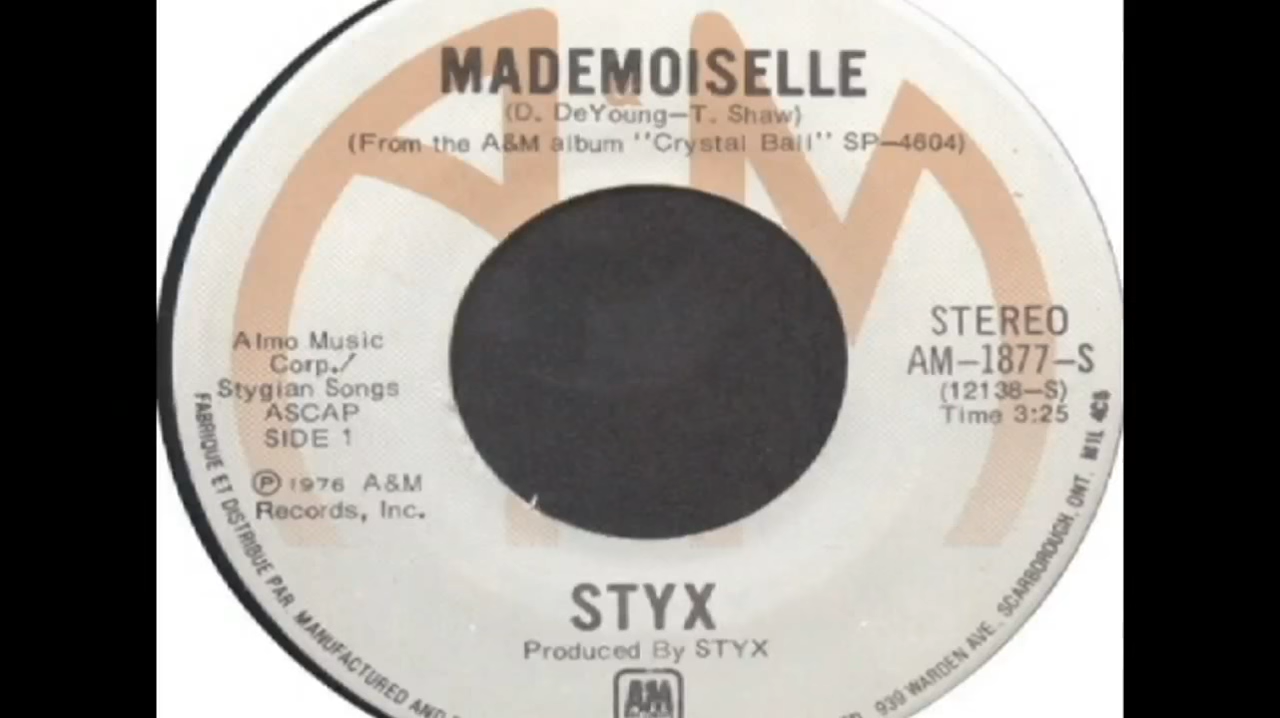 MADEMOISELLE
(D. DeYoung—T. Shaw)
(From the A&M album "Crystal Ball" SP—4604)
Almo Music
Corp./
Stygian Songs
ASCAP
SIDE 1
Ⓟ 1976 A&M
Records, Inc.
STEREO
AM—1877—S
(12138—S)
Time 3:25
STYX
Produced By STYX
A&M
FABRIQUE ET DISTRIBUE PAR. MANUFACTURED AND
939 WARDEN AVE. SCARBOROUGH, ONT. M1L 4C5